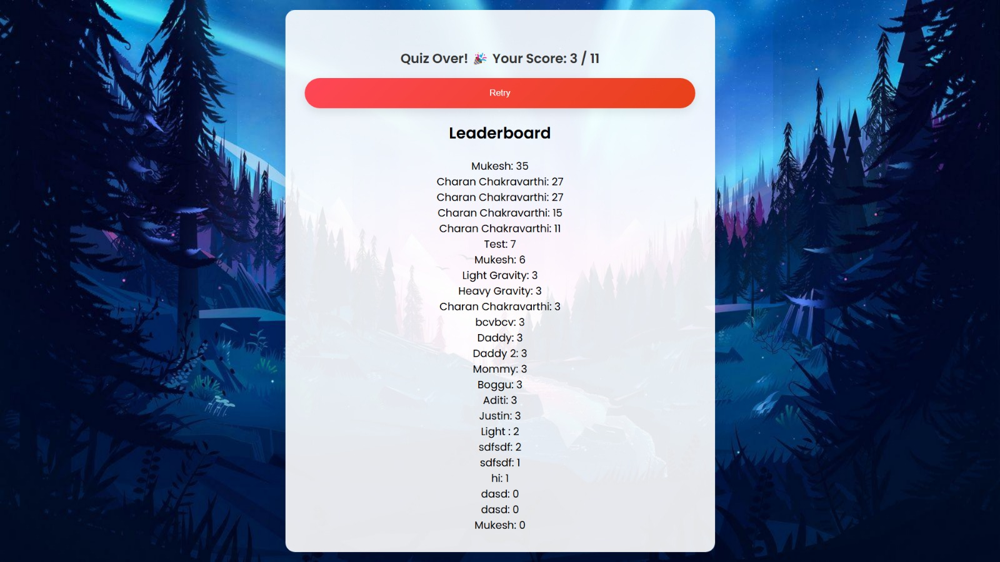 Quiz Over! 🎉 Your Score: 3 / 11
Retry
Leaderboard
Mukesh: 35
Charan Chakravarthi: 27
Charan Chakravarthi: 27
Charan Chakravarthi: 15
Charan Chakravarthi: 11
Test: 7
Mukesh: 6
Light Gravity: 3
Heavy Gravity: 3
Charan Chakravarthi: 3
bcvbcv: 3
Daddy: 3
Daddy 2: 3
Mommy: 3
Boggu: 3
Aditi: 3
Justin: 3
Light : 2
sdfsdf: 2
sdfsdf: 1
hi: 1
dasd: 0
dasd: 0
Mukesh: 0